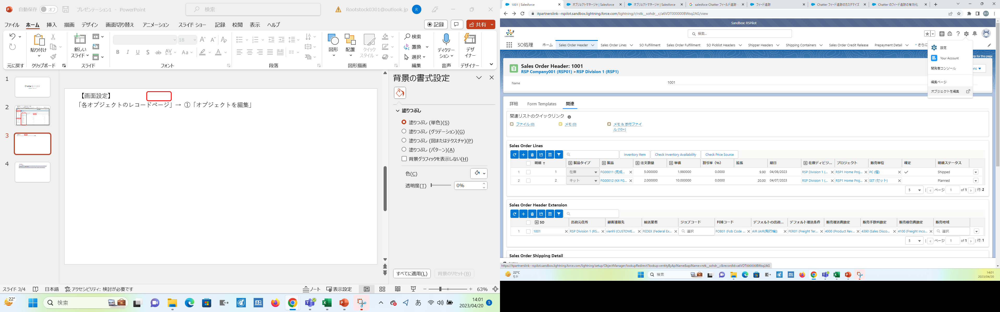 自動保存 オフ プレゼンテーション1 - PowerPoint 検索 Rootstock0301@outlook.jp R
ファイル ホーム 挿入 描画 デザイン 画面切り替え アニメーション スライド ショー 記録 校閲 表示 ヘルプ 記録 共有
貼り付け 新しい スライド 18 図形 配置 クイック スタイル 検索 置換 選択 ディクテー ション デザ イナー
元に戻す クリップボード スライド フォント 段落 図形描画 編集 音声 デザイナー
1
2
3
4
【画面設定】
「各オブジェクトのレコードページ」→ ①「オブジェクトを編集」
背景の書式設定
塗りつぶし
塗りつぶし (単色)(S)
塗りつぶし (グラデーション)(G)
塗りつぶし (図またはテクスチャ)(P)
塗りつぶし (パターン)(A)
背景グラフィックを表示しない(H)
色(C)
透明度(T) 0%
すべてに適用(L) 背景のリセット(B)
スライド 3/4 日本語 アクセシビリティ: 検討が必要です ノート 表示設定 63%
22° 検索 あ 14:01 5
2023/04/20
1001 | Salesforce オブジェクトマネージャ | Salesforce オブジェクトマネージャ | Salesforce salesfoce Chatter フィールド追跡 - フィード追跡 Chatter フィード追跡のカスタマイズ Chatter のフィード追跡の有効化
itpartnerslink--rspilot.sandbox.lightning.force.com/lightning/r/rstk__sohdr__c/a6VDT000000BWsq2AG/view
Sandbox: RSPilot
検索...
SO処理 ホーム Sales Order Header Sales Order Lines SO Fulfillment Sales Order Fulfillment SO Picklist Headers Shipper Headers Shipping Containers Sales Order Credit Release Prepayment Detail * さらに
設定
Your Account
開発者コンソール
編集ページ
オブジェクトを編集
elp for this page
Sales Order Header: 1001
RSP Company001 (RSP01) >RSP Division 1 (RSP1)
Name 1001
詳細 Form Templates 関連
関連リストのクイックリンク
ファイル (0) メモ (0) メモ & 添付ファイ
ル (10+)
Sales Order Lines
Inventory Item Check Inventory Availability Check Price Source
明細 ↑ 製品タイプ 製品 注文数量 単価 割引率（%） 拡張 期日 在庫ディビジ... プロジェクト 販売単位 確定 明細ステータス
1 1 在庫 FG00011 (完成... 5.000000 1.980000 0.0000 9.90 04/08/2023 RSP Division 1 (... RSP1 Home Proj... PC (個) Shipped
2 2 キット FG00012 (Kit FG... 2.000000 10.000000 0.0000 20.00 04/07/2023 RSP Division 1 (... RSP1 Home Proj... SET (セット) Planned
5 ページ 1 of 1 | 行: 2
Sales Order Header Extension
SO 出荷元住所 顧客連絡先 輸送業者 ジョブコード FOBコード デフォルトの出荷... デフォルト運送条件 販売運送費勘定 販売手数料勘定 販売梱包費勘定 販売地域
1 1001 RSP Division 1 (RS... vienhl (CUSTOME... FEDEX (Federal Ex... 選択 FOB01 (Fob Code ... AIR (AIR(飛行機)) FER01 (Freight Ter... 4000 (Product Rev... 4390 (Sales Disco... 4100 (Freight Inco... 選択
5 ページ 1 of 1 | 行: 1
Sales Order Shipping Detail
https://itpartnerslink--rspilot.sandbox.lightning.force.com/lightning/setup/ObjectManager/lookupRedirect?lookup=entityByApiName&apiName=rstk__sohdr__c&recordId=a6VDT000000BWsq2AG
22°C
もや
検索
14:01
2023/04/20